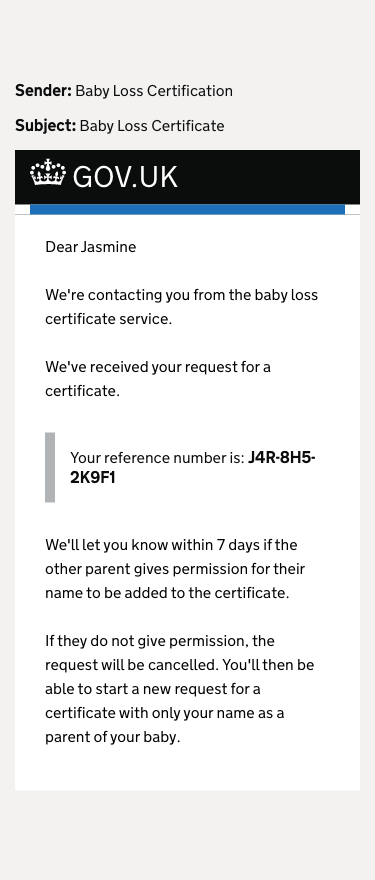 Sender: Baby Loss Certification
Subject: Baby Loss Certificate
GOV.UK
Dear Jasmine
We're contacting you from the baby loss
certificate service.
We've received your request for a
certificate.
Your reference number is: J4R-8H5-
2K9F1
We'll let you know within 7 days if the
other parent gives permission for their
name to be added to the certificate.
If they do not give permission, the
request will be cancelled. You'll then be
able to start a new request for a
certificate with only your name as a
parent of your baby.